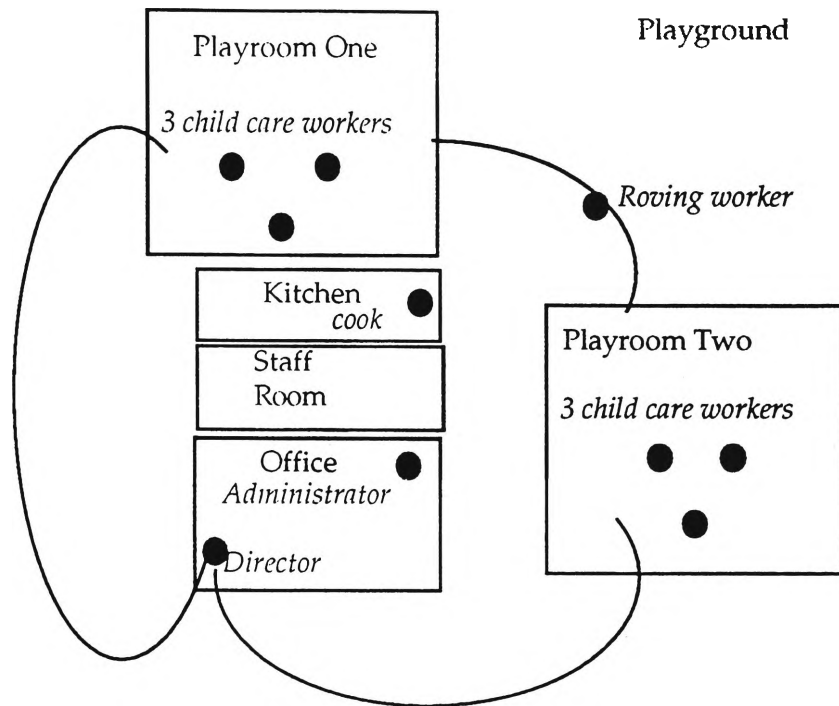 Playroom One
Playground
3 child care workers
Roving worker
Kitchen
cook
Staff
Room
Playroom Two
3 child care workers
Office
Administrator
Director